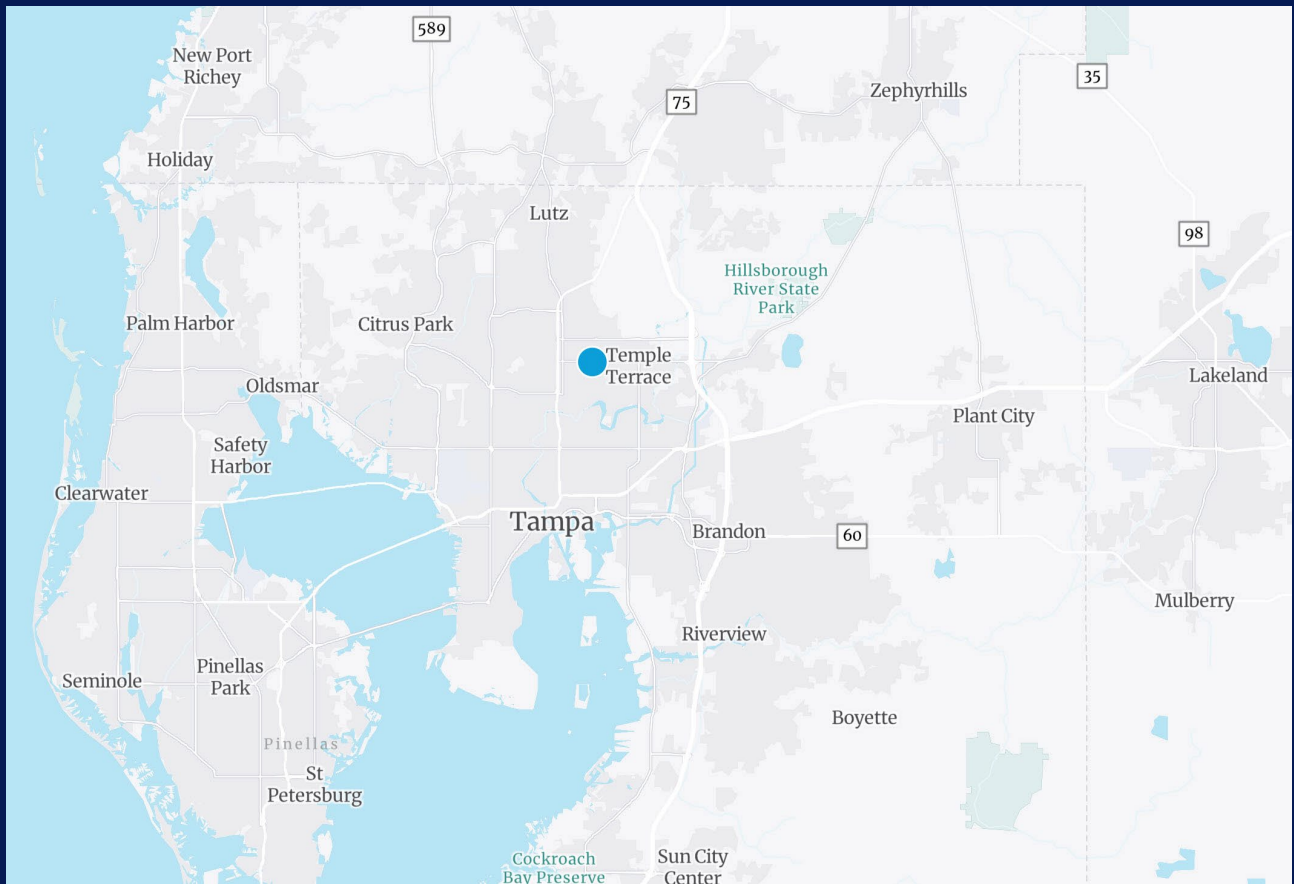 589
New Port
Richey
35
75
Zephyrhills
Holiday
Lutz
98
Hillsborough
River State
Park
Palm Harbor
Citrus Park
Temple
Terrace
Lakeland
Oldsmar
Plant City
Safety
Harbor
Clearwater
Tampa
Brandon
60
Mulberry
Riverview
Pinellas
Park
Seminole
Boyette
Pinellas
St
Petersburg
Cockroach
Bay Preserve
Sun City
Center